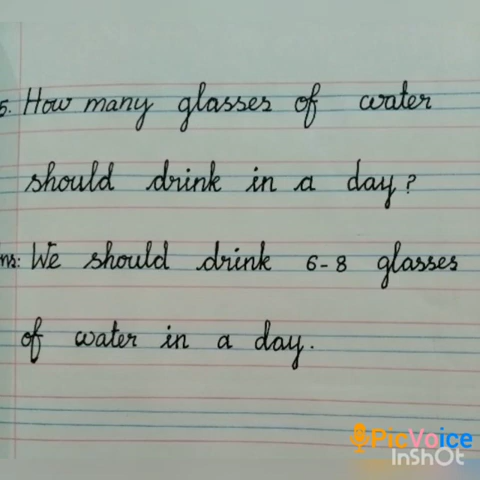 5. How many glasses of water
should drink in a day?
ns: We should drink 6-8 glasses
of water in a day.
PicVoice
InShOt